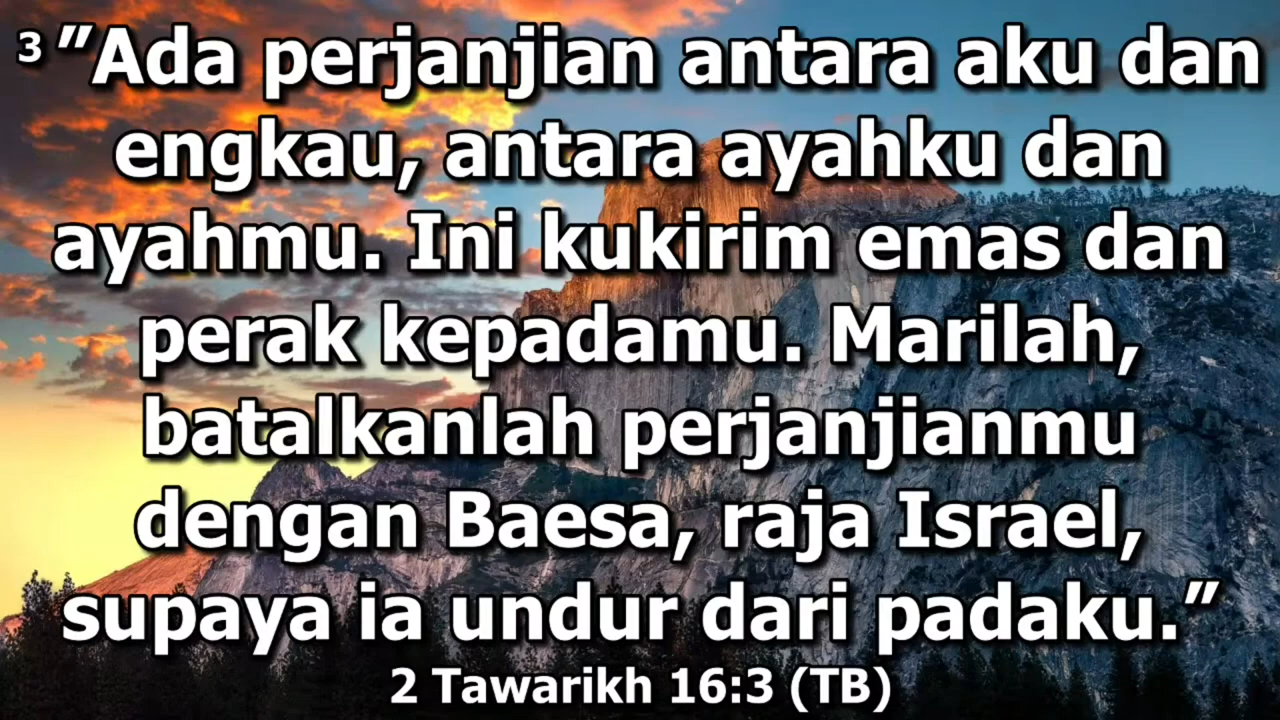 3 "Ada perjanjian antara aku dan
engkau, antara ayahku dan
ayahmu. Ini kukirim emas dan
perak kepadamu. Marilah,
batalkanlah perjanjianmu
dengan Baesa, raja Israel,
supaya ia undur dari padaku."
2 Tawarikh 16:3 (TB)